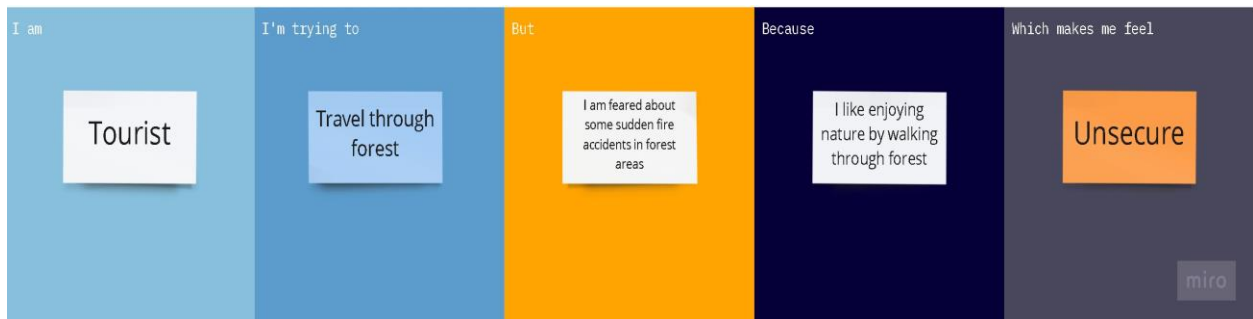 I am
Tourist
I'm trying to
Travel through
forest
But
I am feared about
some sudden fire
accidents in forest
areas
Because
I like enjoying
nature by walking
through forest
Which makes me feel
Unsecure
miro